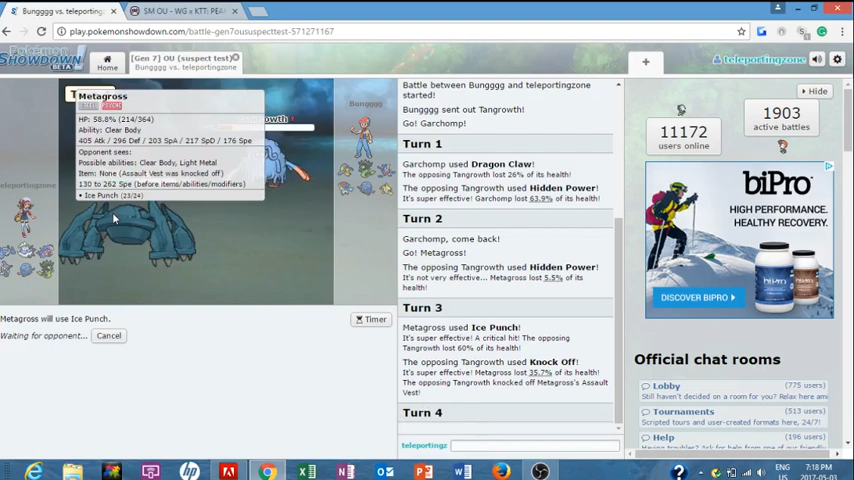 Bungggg vs. teleportingz
SM OU - WG x KTT: PEA
play.pokemonshowdown.com/battle-gen7oususpecttest-571271167
Pokémon
SHOWDOWN
BETA
Home
[Gen 7] OU (suspect test)
Bungggg vs. teleportingzone
teleportingzone
Metagross
STEEL PSYCHIC
HP: 58.8% (214/364)
Ability: Clear Body
405 Atk / 296 Def / 203 SpA / 217 SpD / 176 Spe
Opponent sees:
Possible abilities: Clear Body, Light Metal
Item: None (Assault Vest was knocked off)
130 to 262 Spe (before items/abilities/modifiers)
• Ice Punch (23/24)
Bungggg
teleportingzone
Metagross will use Ice Punch.
Waiting for opponent...
Cancel
Timer
Battle between Bungggg and teleportingzone
started!
Bungggg sent out Tangrowth!
Go! Garchomp!
Turn 1
Garchomp used Dragon Claw!
The opposing Tangrowth lost 26% of its health!
The opposing Tangrowth used Hidden Power!
It's super effective! Garchomp lost 63.9% of its health!
Turn 2
Garchomp, come back!
Go! Metagross!
The opposing Tangrowth used Hidden Power!
It's not very effective... Metagross lost 5.5% of its
health!
Turn 3
Metagross used Ice Punch!
It's super effective! A critical hit! The opposing
Tangrowth lost 60% of its health!
The opposing Tangrowth used Knock Off!
It's super effective! Metagross lost 35.7% of its health!
The opposing Tangrowth knocked off Metagross's Assault
Vest!
Turn 4
teleportingz
Hide
11172
users online
1903
active battles
biPro
HIGH PERFORMANCE.
HEALTHY RECOVERY.
DISCOVER BIPRO
Official chat rooms
Lobby
(775 users)
Still haven't decided on a room for you? Relax here am
Tournaments
(513 users)
Scripted tours and user-created formats here, 24/7!
Help
(196 users)
ENG
US
7:18 PM
2017-05-03